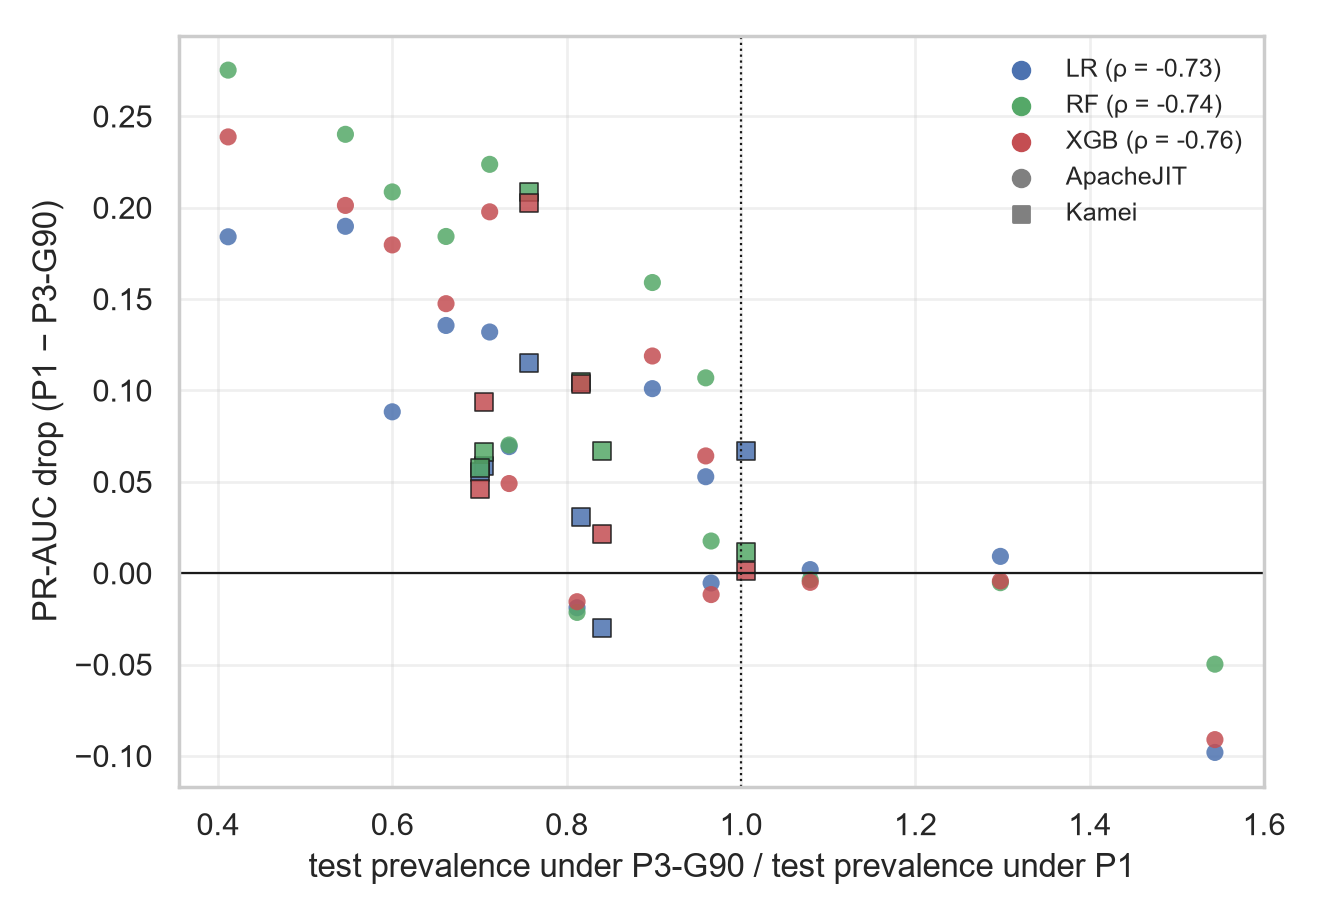 LR (ρ = -0.73)
RF (ρ = -0.74)
XGB (ρ = -0.76)
ApacheJIT
Kamei
PR-AUC drop (P1 − P3-G90)
0.25
0.20
0.15
0.10
0.05
0.00
−0.05
−0.10
0.4 0.6 0.8 1.0 1.2 1.4 1.6
test prevalence under P3-G90 / test prevalence under P1